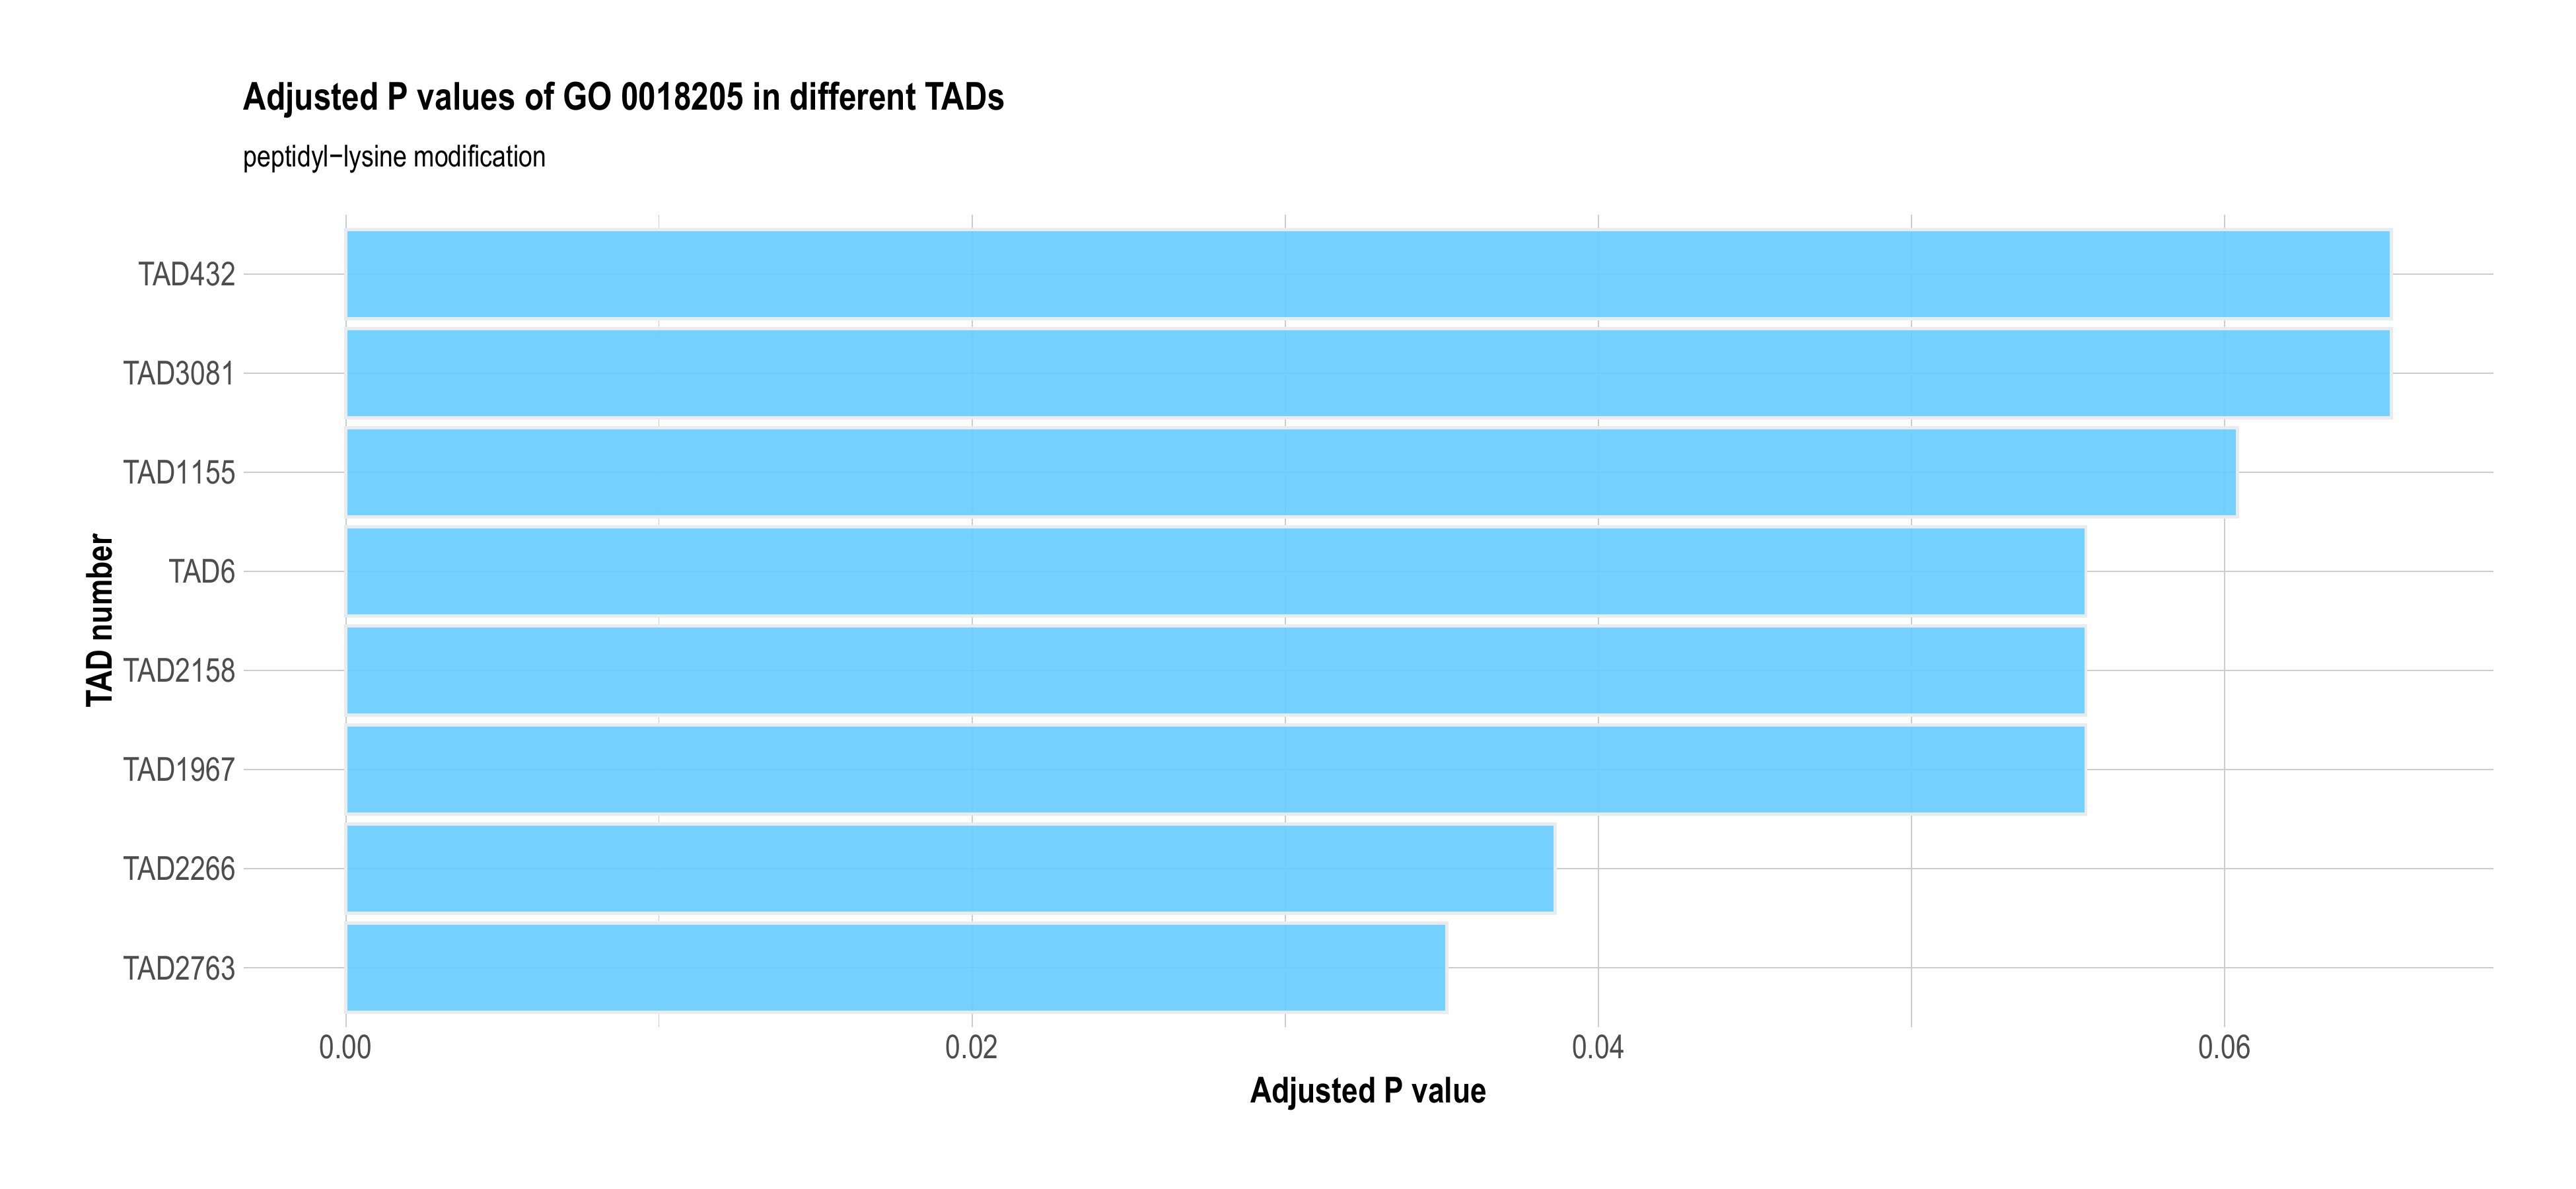 Adjusted P values of GO 0018205 in different TADs
peptidyl−lysine modification
TAD number
TAD432
TAD3081
TAD1155
TAD6
TAD2158
TAD1967
TAD2266
TAD2763
0.00 0.02 0.04 0.06
Adjusted P value